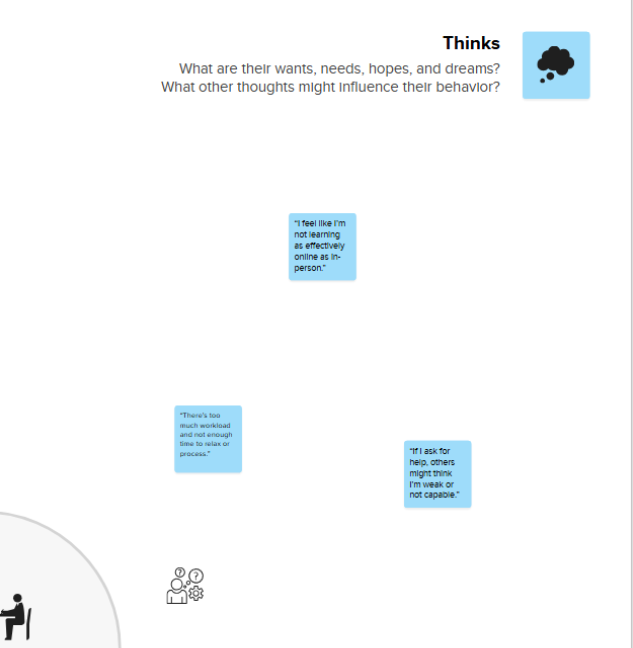 Thinks
What are their wants, needs, hopes, and dreams?
What other thoughts might influence their behavior?
"I feel like I'm
not learning
as effectively
online as in-
person."
"There's too
much workload
and not enough
time to relax or
process."
"If I ask for
help, others
might think
I'm weak or
not capable."